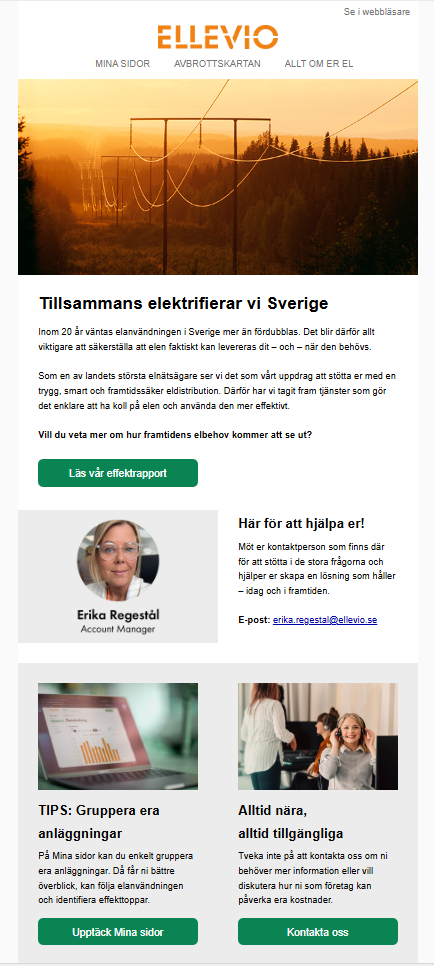 Se i webbläsare
ELLEVIO
MINA SIDOR AVBROTTSKARTAN ALLT OM ER EL
Tillsammans elektrifierar vi Sverige
Inom 20 år väntas elanvändningen i Sverige mer än fördubblas. Det blir därför allt
viktigare att säkerställa att elen faktiskt kan levereras dit – och – när den behövs.
Som en av landets största elnätsägare ser vi det som vårt uppdrag att stötta er med en
trygg, smart och framtidssäker eldistribution. Därför har vi tagit fram tjänster som gör
det enklare att ha koll på elen och använda den mer effektivt.
Vill du veta mer om hur framtidens elbehov kommer att se ut?
Läs vår effektrapport
Erika Regestål
Account Manager
Här för att hjälpa er!
Möt er kontaktperson som finns där
för att stötta i de stora frågorna och
hjälper er skapa en lösning som håller
– idag och i framtiden.
E-post: erika.regestal@ellevio.se
TIPS: Gruppera era
anläggningar
På Mina sidor kan du enkelt gruppera
era anläggningar. Då får ni bättre
överblick, kan följa elanvändningen
och identifiera effekttoppar.
Upptäck Mina sidor
Alltid nära,
alltid tillgängliga
Tveka inte på att kontakta oss om ni
behöver mer information eller vill
diskutera hur ni som företag kan
påverka era kostnader.
Kontakta oss